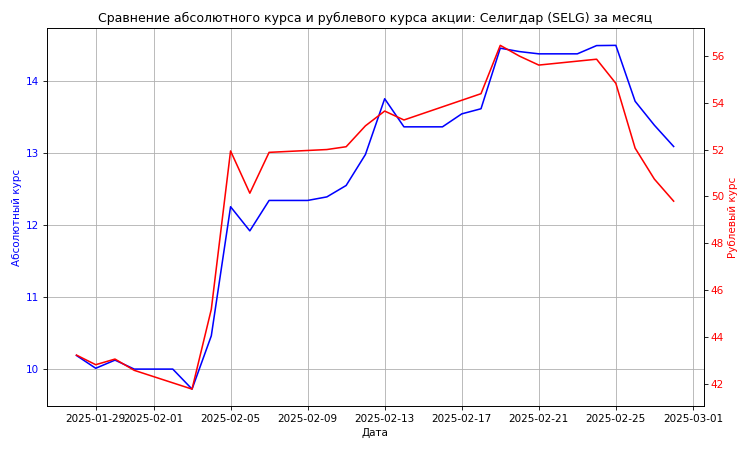 Сравнение абсолютного курса и рублевого курса акции: Селигдар (SELG) за месяц
Абсолютный курс
14
13
12
11
10
56
54
52
50
48
46
44
42
Рублевый курс
2025-01-29 2025-02-01 2025-02-05 2025-02-09 2025-02-13 2025-02-17 2025-02-21 2025-02-25 2025-03-01
Дата